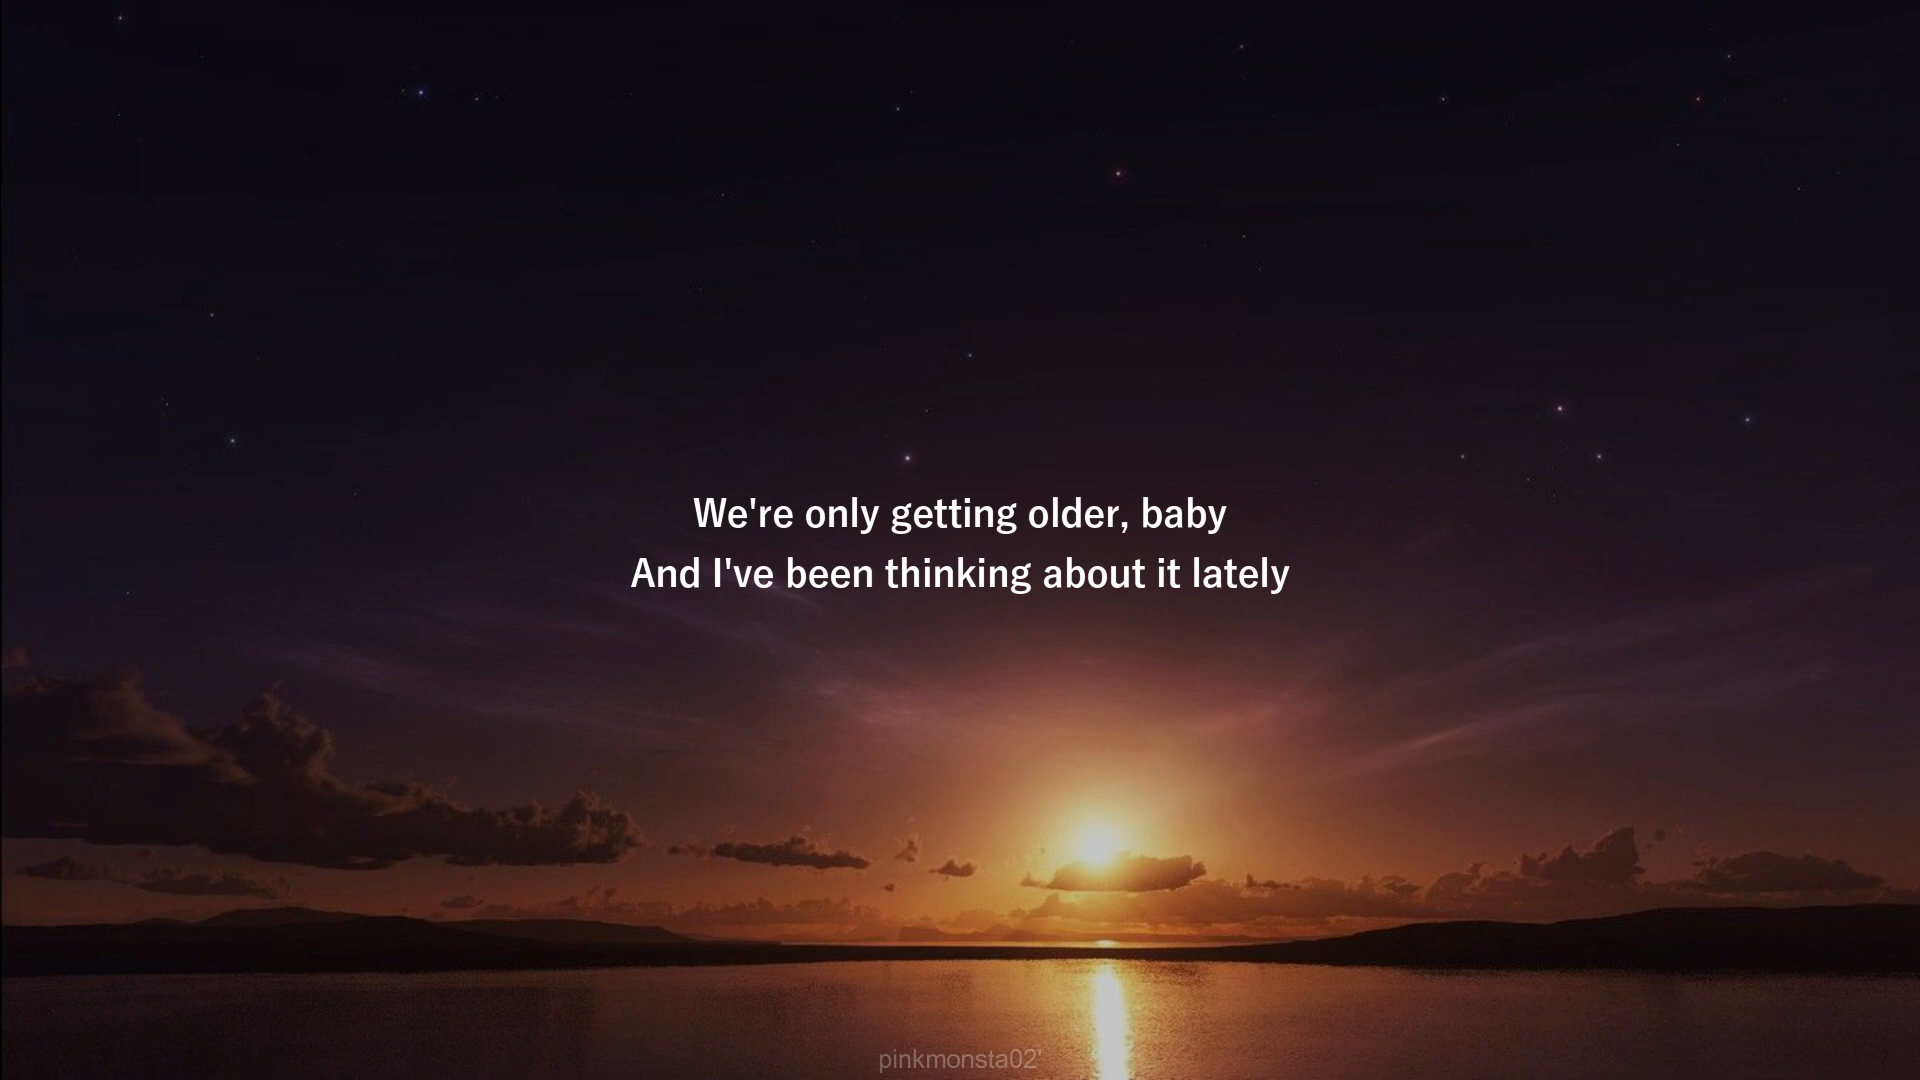 We're only getting older, baby
And I've been thinking about it lately
pinkmonsta02'